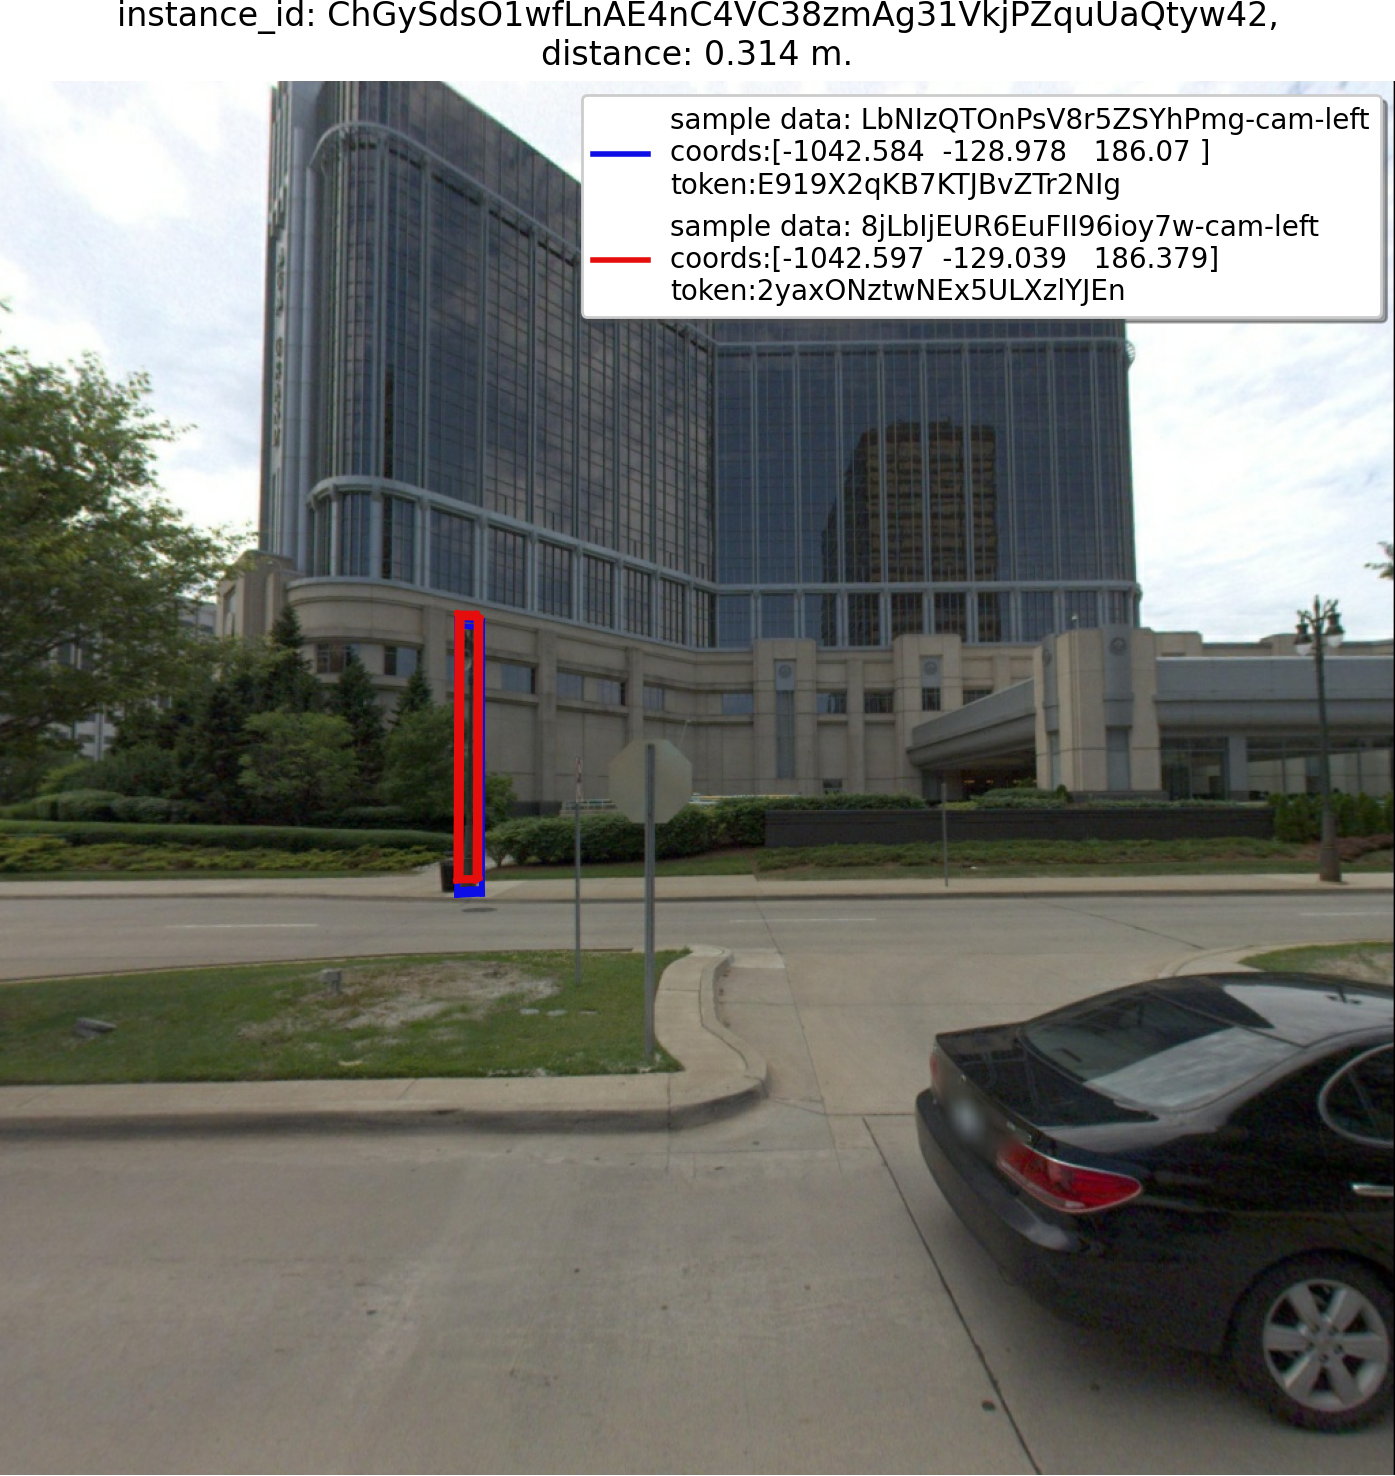 instance_id: ChGySdsO1wfLnAE4nC4VC38zmAg31VkjPZquUaQtyw42,
distance: 0.314 m.
sample data: LbNIzQTOnPsV8r5ZSYhPmg-cam-left
coords:[-1042.584 -128.978 186.07 ]
token:E919X2qKB7KTJBvZTr2NIg
sample data: 8jLbIjEUR6EuFII96ioy7w-cam-left
coords:[-1042.597 -129.039 186.379]
token:2yaxONztwNEx5ULXzlYJEn